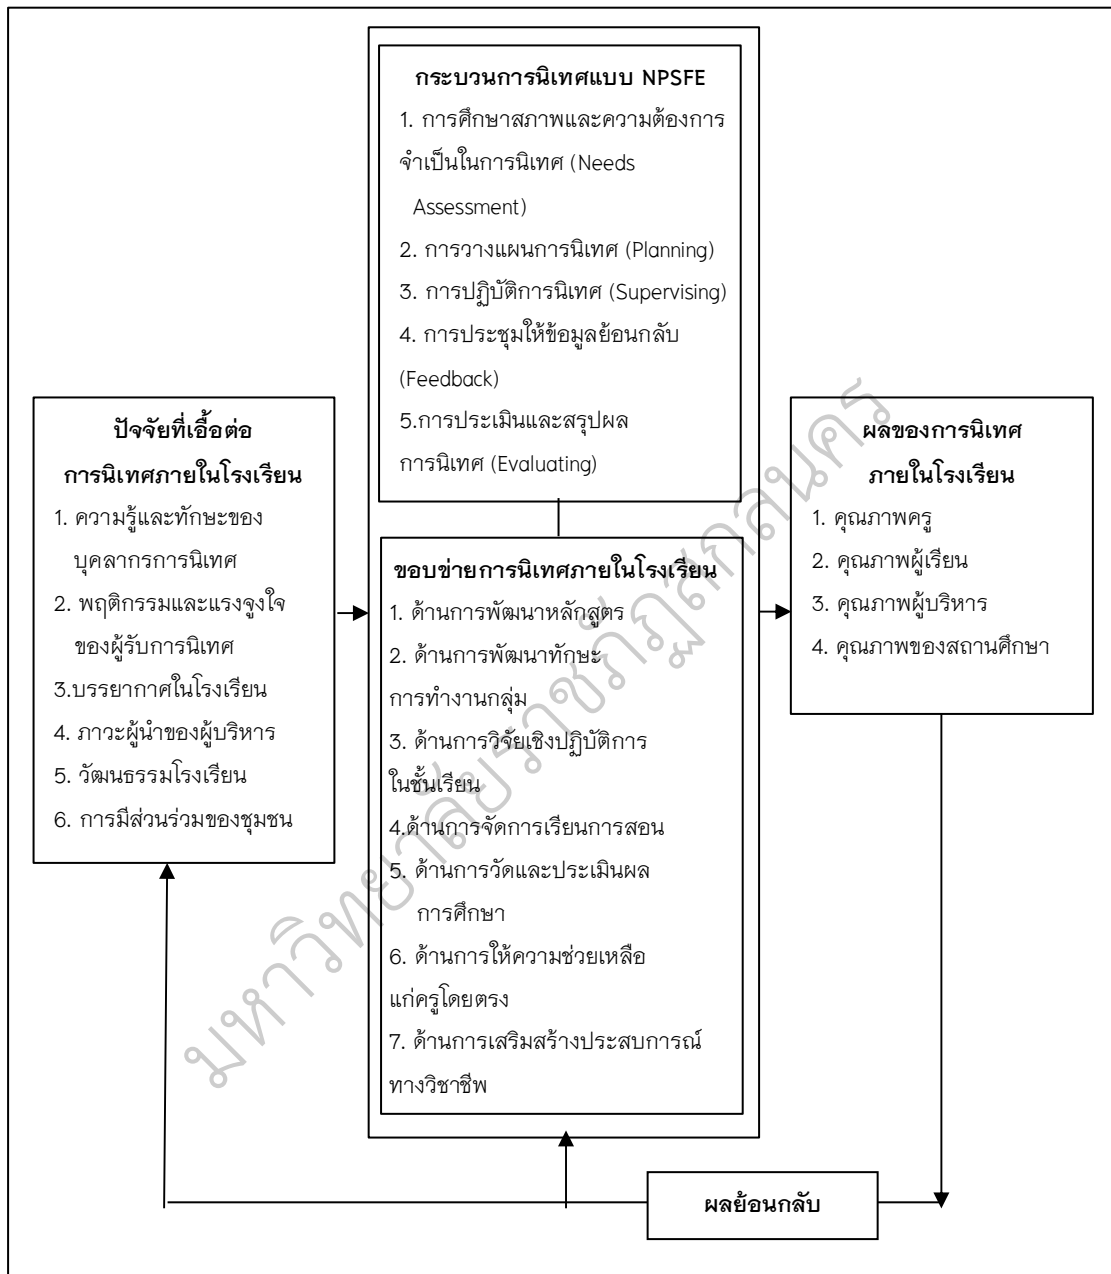 กระบวนการนิเทศแบบ NPSFE
1. การศึกษาสภาพและความต้องการ
จำเป็นในการนิเทศ (Needs
Assessment)
2. การวางแผนการนิเทศ (Planning)
3. การปฏิบัติการนิเทศ (Supervising)
4. การประชุมให้ข้อมูลย้อนกลับ
(Feedback)
5.การประเมินและสรุปผล
การนิเทศ (Evaluating)
ปัจจัยที่เอื้อต่อ
การนิเทศภายในโรงเรียน
1. ความรู้และทักษะของ
บุคลากรการนิเทศ
2. พฤติกรรมและแรงจูงใจ
ของผู้รับการนิเทศ
3.บรรยากาศในโรงเรียน
4. ภาวะผู้นำของผู้บริหาร
5. วัฒนธรรมโรงเรียน
6. การมีส่วนร่วมของชุมชน
ขอบข่ายการนิเทศภายในโรงเรียน
1. ด้านการพัฒนาหลักสูตร
2. ด้านการพัฒนาทักษะ
การทำงานกลุ่ม
3. ด้านการวิจัยเชิงปฏิบัติการ
ในชั้นเรียน
4.ด้านการจัดการเรียนการสอน
5. ด้านการวัดและประเมินผล
การศึกษา
6. ด้านการให้ความช่วยเหลือ
แก่ครูโดยตรง
7. ด้านการเสริมสร้างประสบการณ์
ทางวิชาชีพ
ผลของการนิเทศ
ภายในโรงเรียน
1. คุณภาพครู
2. คุณภาพผู้เรียน
3. คุณภาพผู้บริหาร
4. คุณภาพของสถานศึกษา
ผลย้อนกลับ
มหาวิทยาลัยราชภัฏสกลนคร